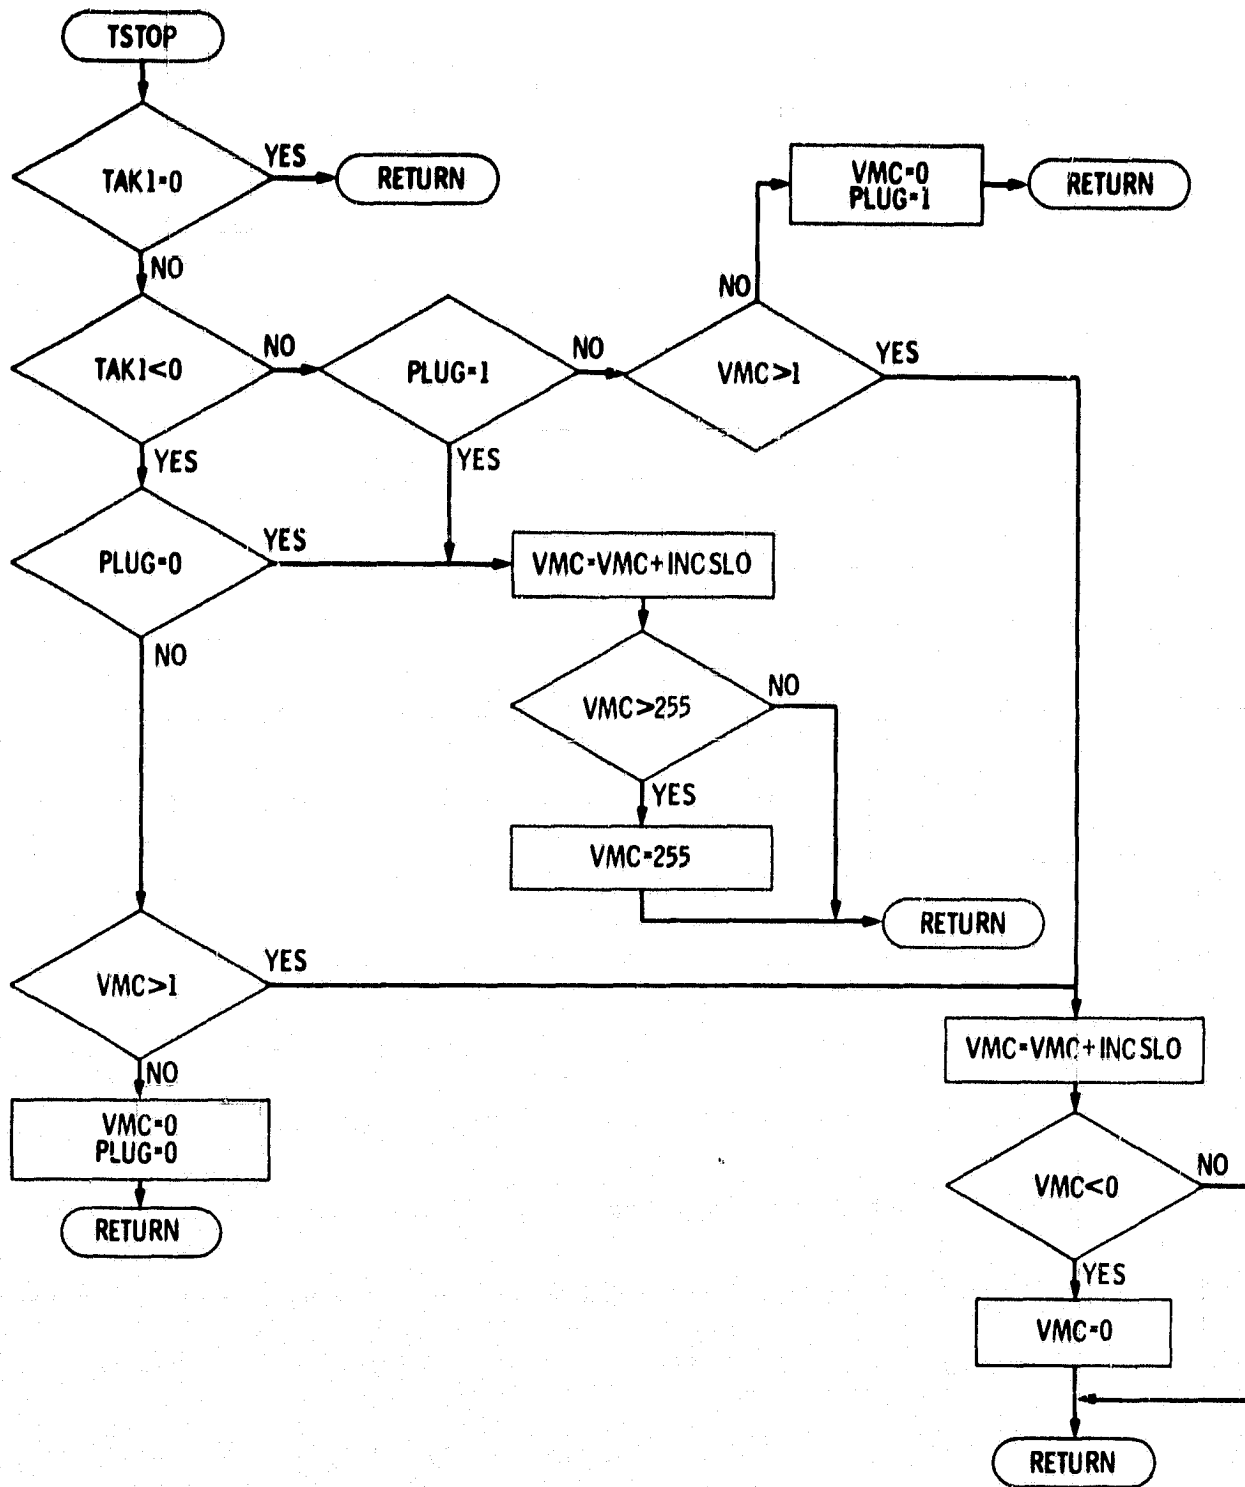 TSTOP
TAK1=0
YES
RETURN
NO
TAK1<0
NO
PLUG=1
NO
VMC>1
YES
NO
VMC=0
PLUG=1
RETURN
YES
YES
PLUG=0
YES
VMC=VMC+INCSLO
NO
VMC>255
NO
YES
VMC=255
RETURN
VMC>1
YES
NO
VMC=0
PLUG=0
RETURN
VMC=VMC+INCSLO
VMC<0
NO
YES
VMC=0
RETURN